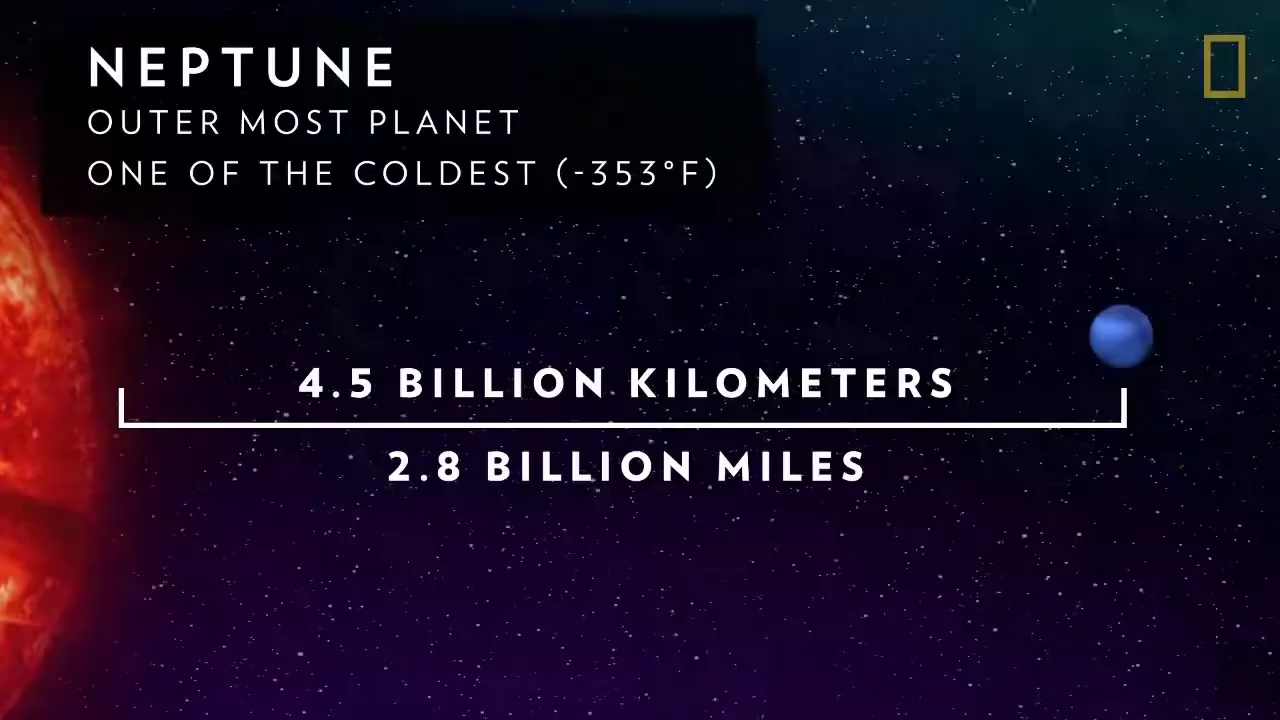 NEPTUNE
OUTER MOST PLANET
ONE OF THE COLDEST (-353°F)
4.5 BILLION KILOMETERS
2.8 BILLION MILES